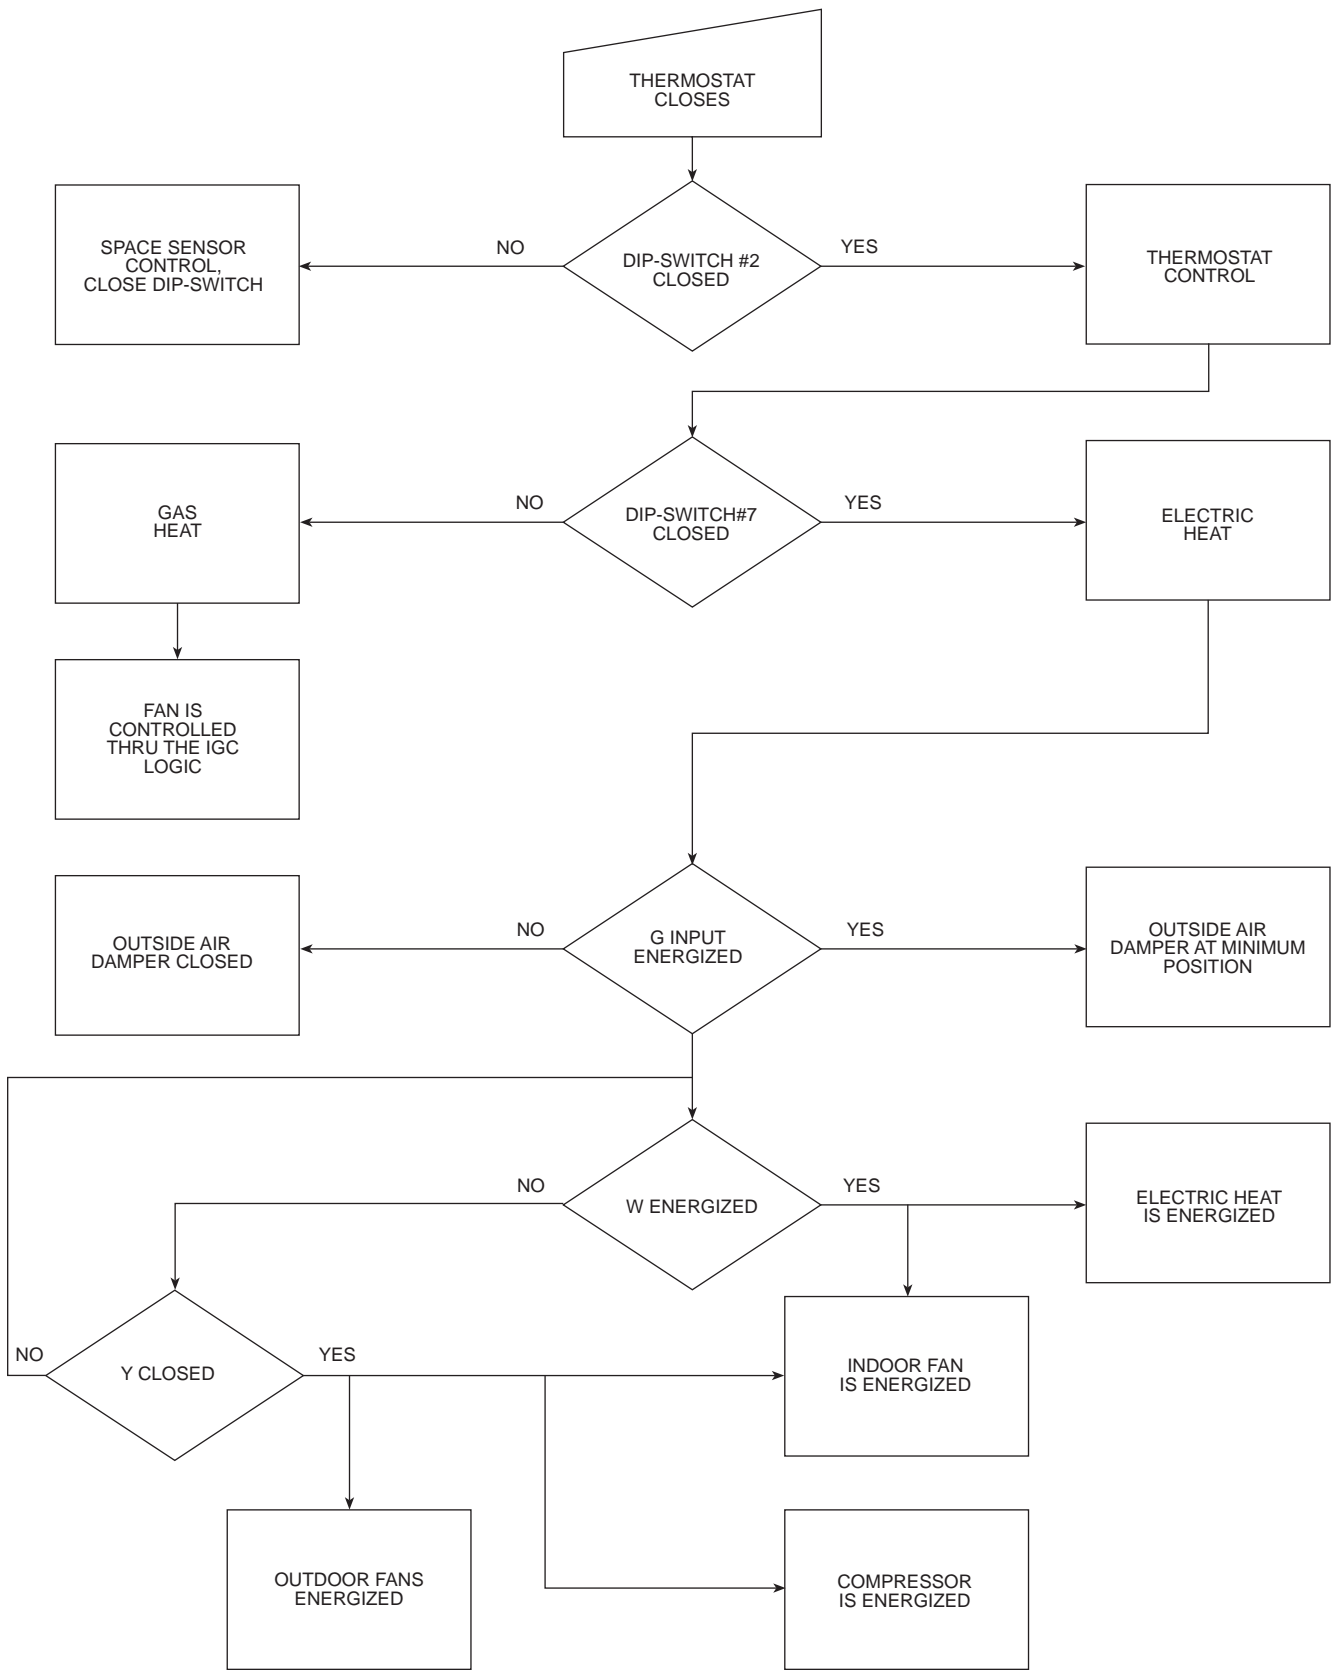 THERMOSTAT
CLOSES
SPACE SENSOR
CONTROL,
CLOSE DIP-SWITCH
NO
DIP-SWITCH #2
CLOSED
YES
THERMOSTAT
CONTROL
GAS
HEAT
NO
DIP-SWITCH#7
CLOSED
YES
ELECTRIC
HEAT
FAN IS
CONTROLLED
THRU THE IGC
LOGIC
OUTSIDE AIR
DAMPER CLOSED
NO
G INPUT
ENERGIZED
YES
OUTSIDE AIR
DAMPER AT MINIMUM
POSITION
NO
W ENERGIZED
YES
ELECTRIC HEAT
IS ENERGIZED
NO
Y CLOSED
YES
INDOOR FAN
IS ENERGIZED
OUTDOOR FANS
ENERGIZED
COMPRESSOR
IS ENERGIZED